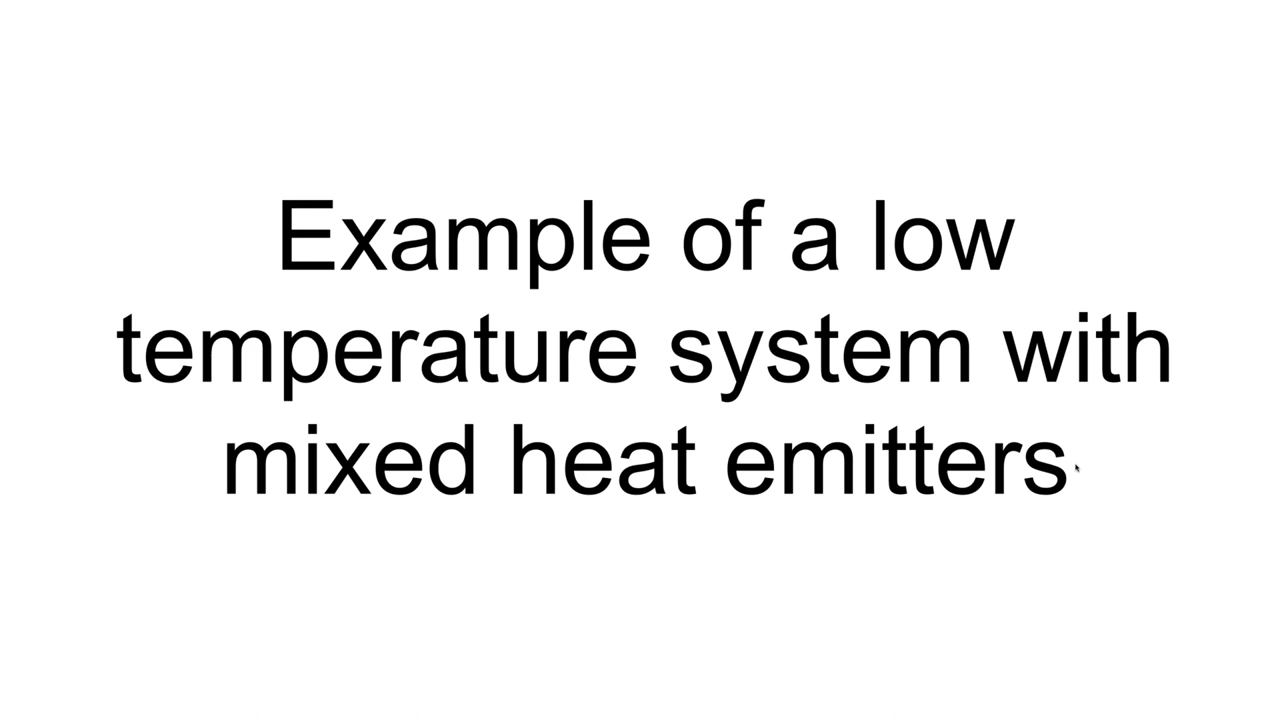 Example of a low
temperature system with
mixed heat emitters